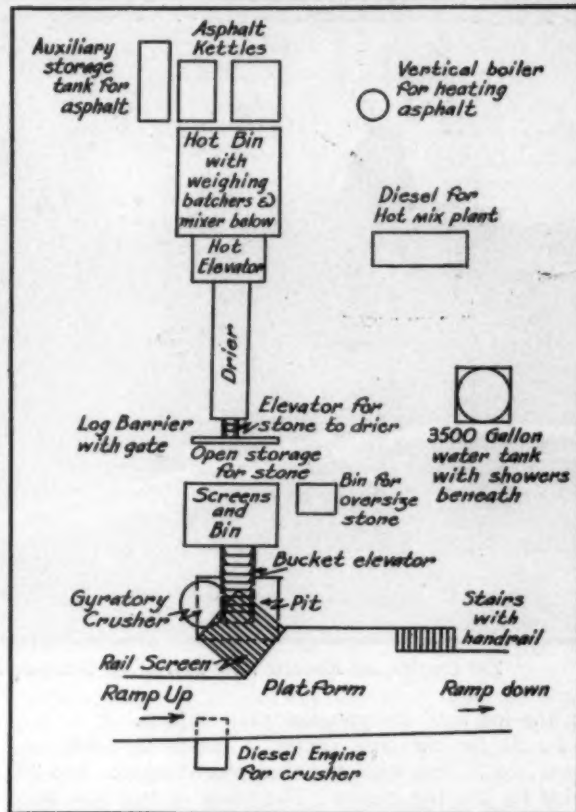 Auxiliary
storage
tank for
asphalt
Asphalt
Kettles
Vertical boiler
for heating
asphalt
Hot Bin
with
weighing
batchers &
mixer below
Diesel for
Hot mix plant
Hot
Elevator
Drier
Log Barrier
with gate
Elevator for
stone to drier
Open storage
for stone
3500 Gallon
water tank
with showers
beneath
Screens
and
Bin
Bin for
oversize
stone
Bucket elevator
Gyratory
Crusher
Pit
Stairs
with
handrail
Rail Screen
Ramp Up
Platform
Ramp down
Diesel Engine
for crusher